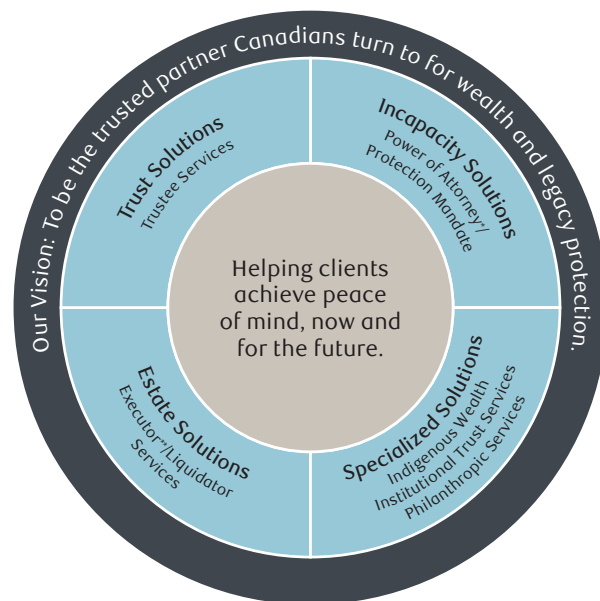 Our Vision: To be the trusted partner Canadians turn to for wealth and legacy protection.
Trust Solutions
Trustee Services
Incapacity Solutions
Power of Attorney*/
Protection Mandate
Helping clients
achieve peace
of mind, now and
for the future.
Estate Solutions
Executor**/Liquidator
Services
Specialized Solutions
Indigenous Wealth
Institutional Trust Services
Philanthropic Services